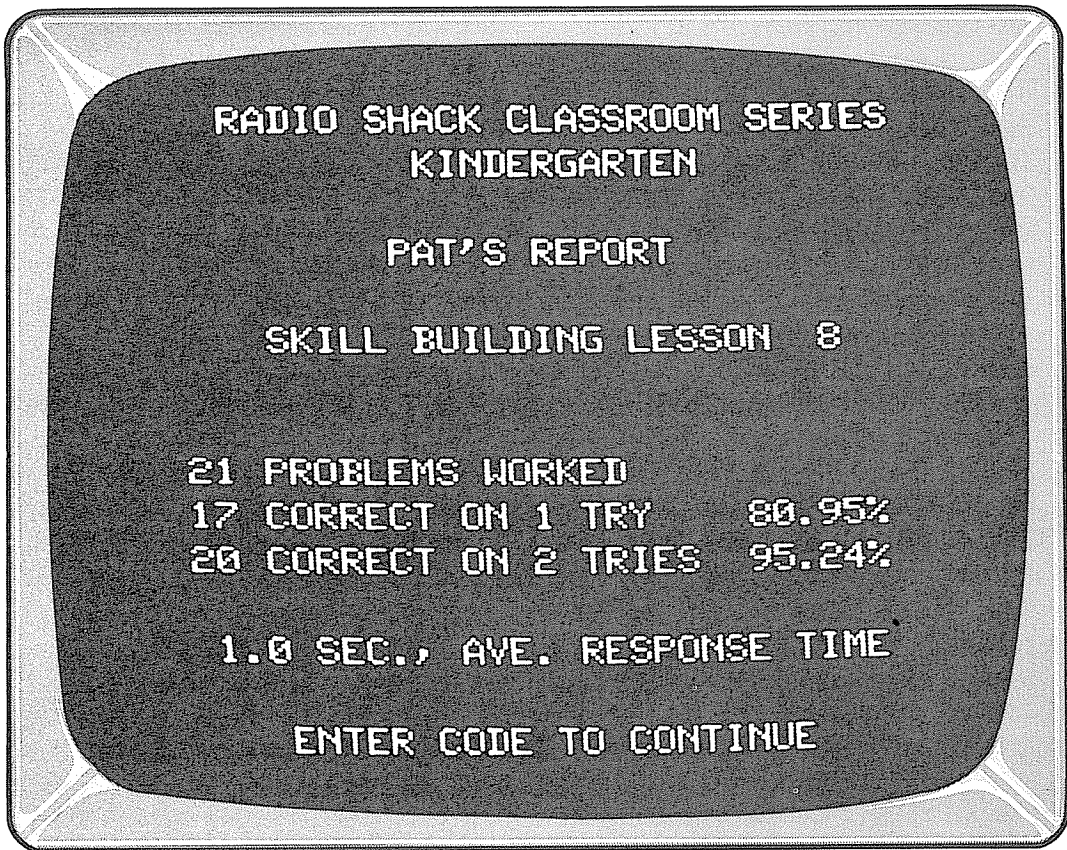 RADIO SHACK CLASSROOM SERIES
KINDERGARTEN
PAT'S REPORT
SKILL BUILDING LESSON 8
21 PROBLEMS WORKED
17 CORRECT ON 1 TRY 80.95%
20 CORRECT ON 2 TRIES 95.24%
1.0 SEC., AVE. RESPONSE TIME
ENTER CODE TO CONTINUE